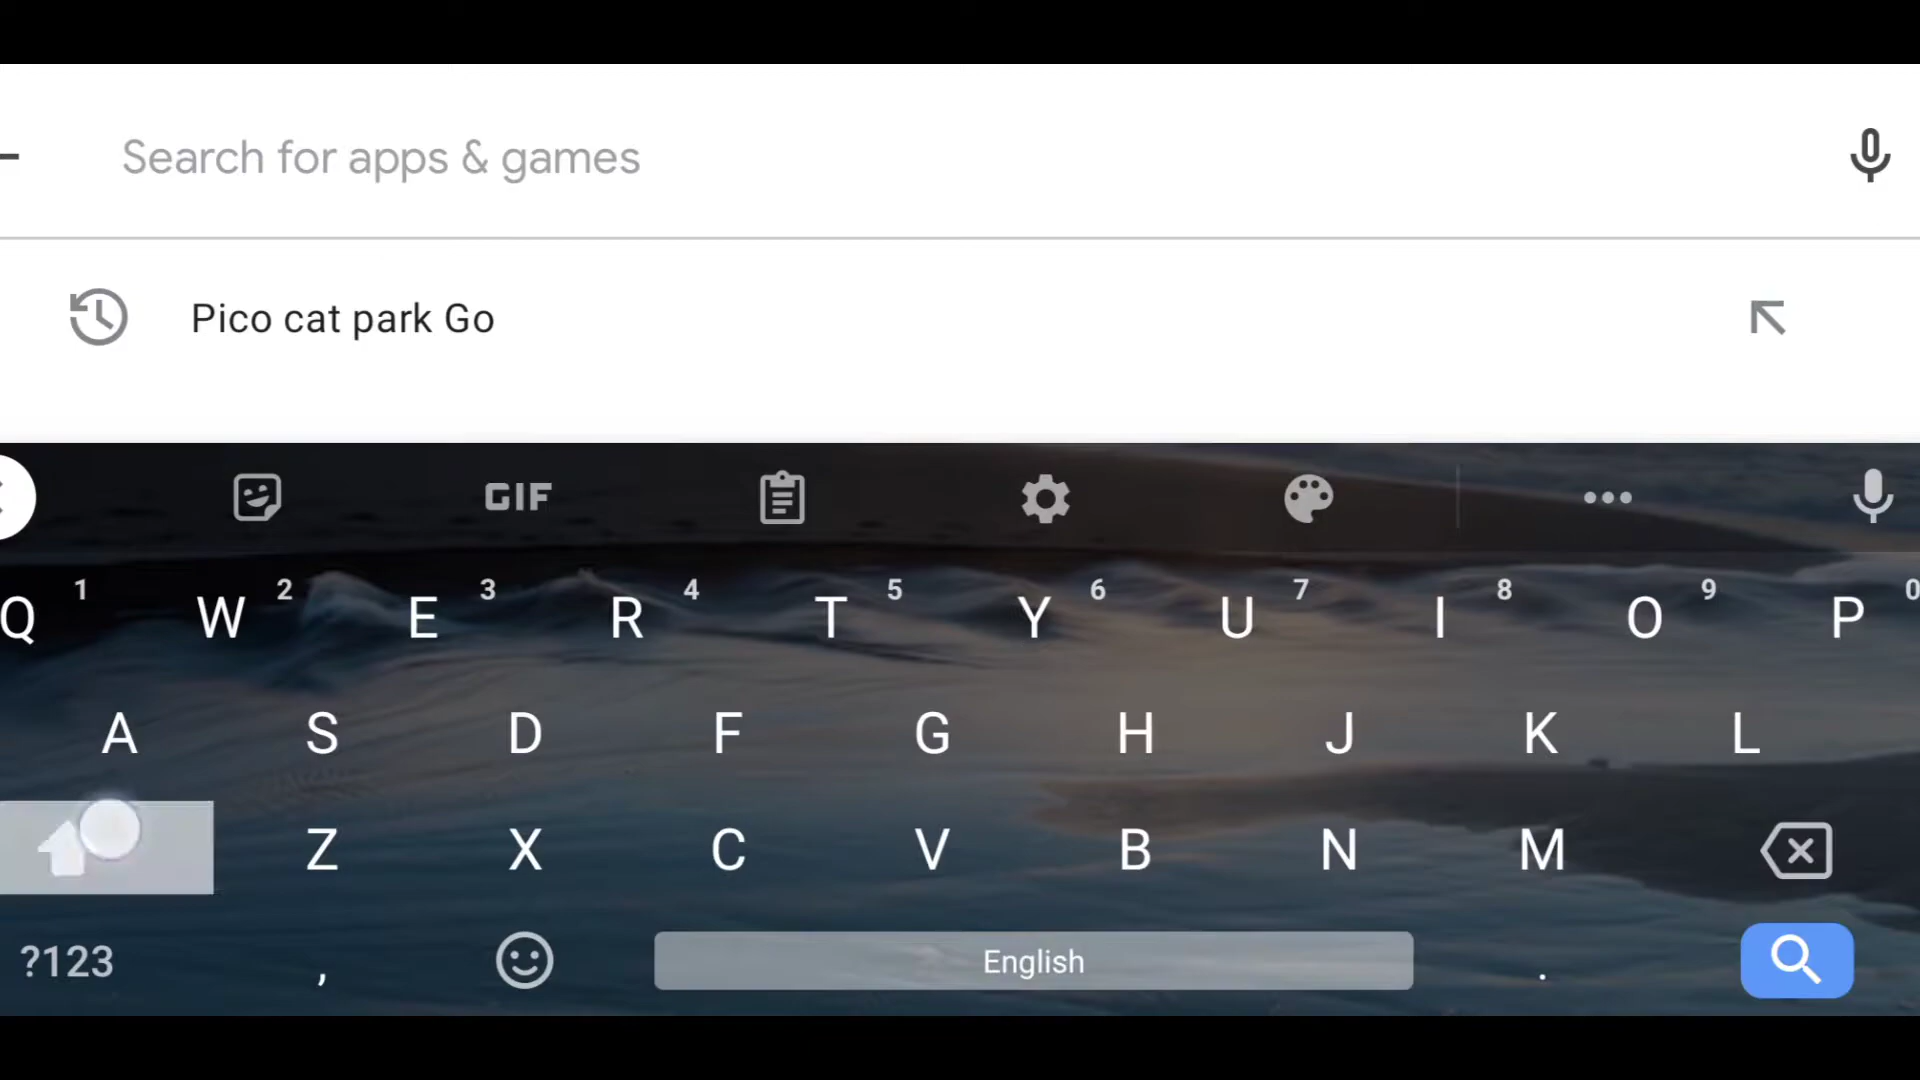 Search for apps & games
Pico cat park Go
GIF
Q 1 W 2 E 3 R 4 T 5 Y 6 U 7 I 8 O 9 P 0
A S D F G H J K L
Z X C V B N M
?123 , English .